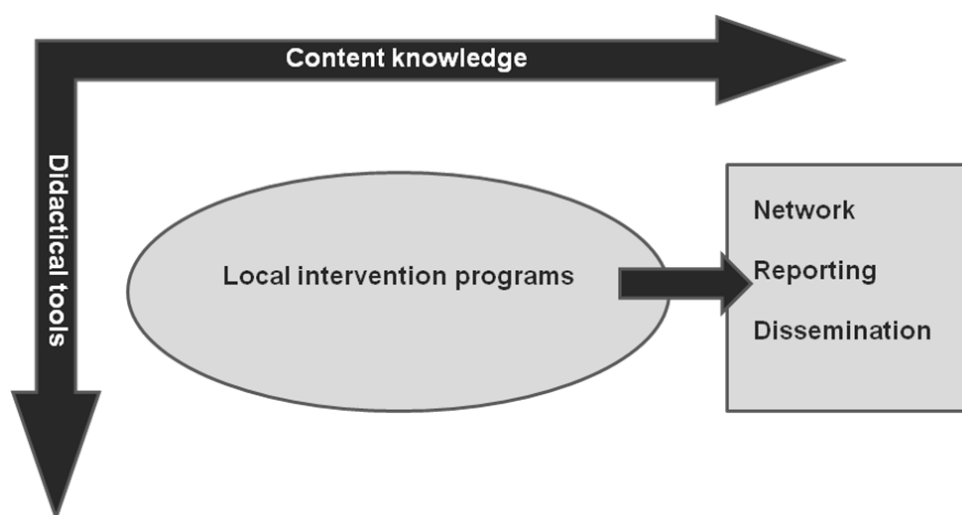 Content knowledge
Didactical tools
Local intervention programs
Network
Reporting
Dissemination